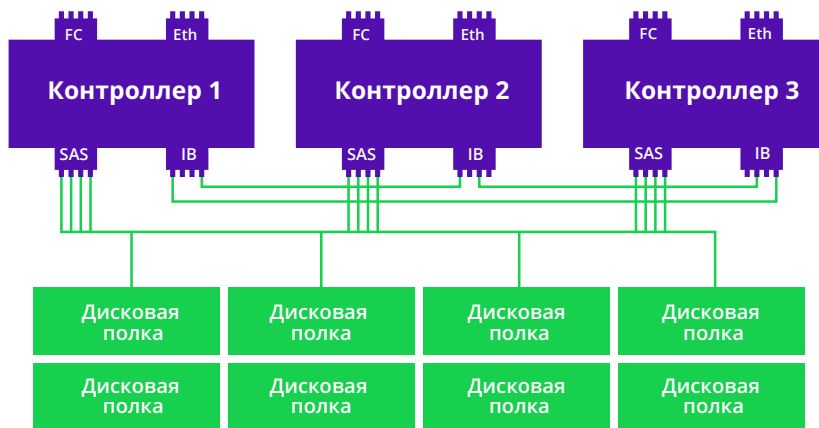 FC Eth FC Eth FC Eth
Контроллер 1 Контроллер 2 Контроллер 3
SAS IB SAS IB SAS IB
Дисковая Дисковая Дисковая Дисковая
полка полка полка полка
Дисковая Дисковая Дисковая Дисковая
полка полка полка полка